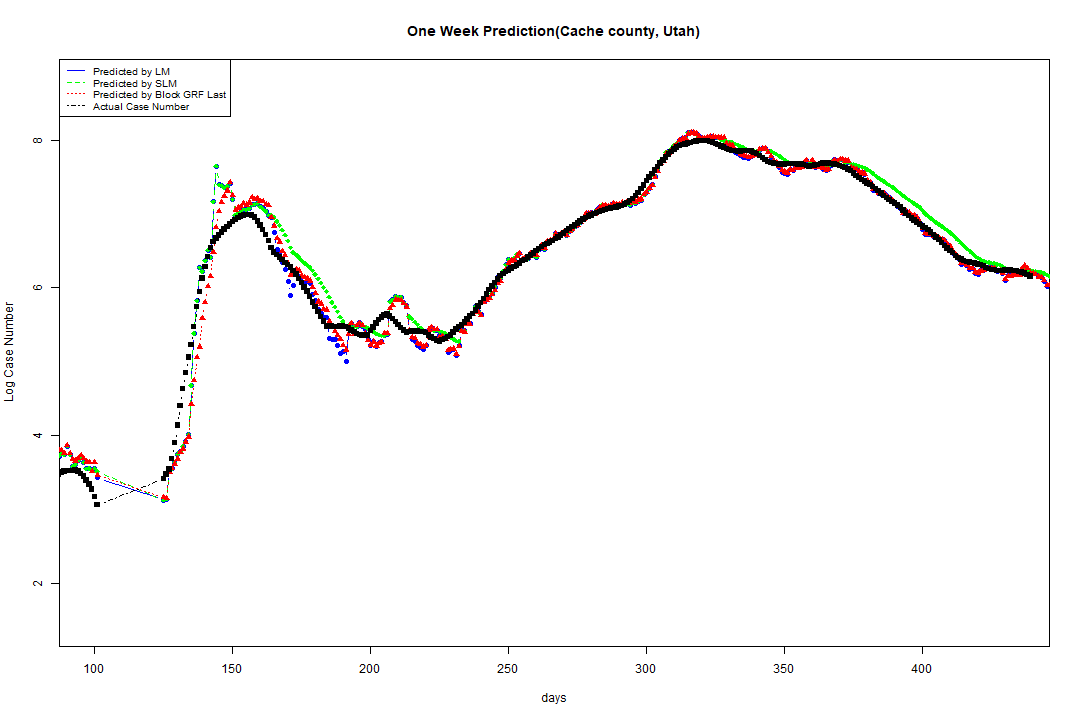 One Week Prediction(Cache county, Utah)
Predicted by LM
Predicted by SLM
Predicted by Block GRF Last
Actual Case Number
8
6
4
2
Log Case Number
100 150 200 250 300 350 400
days